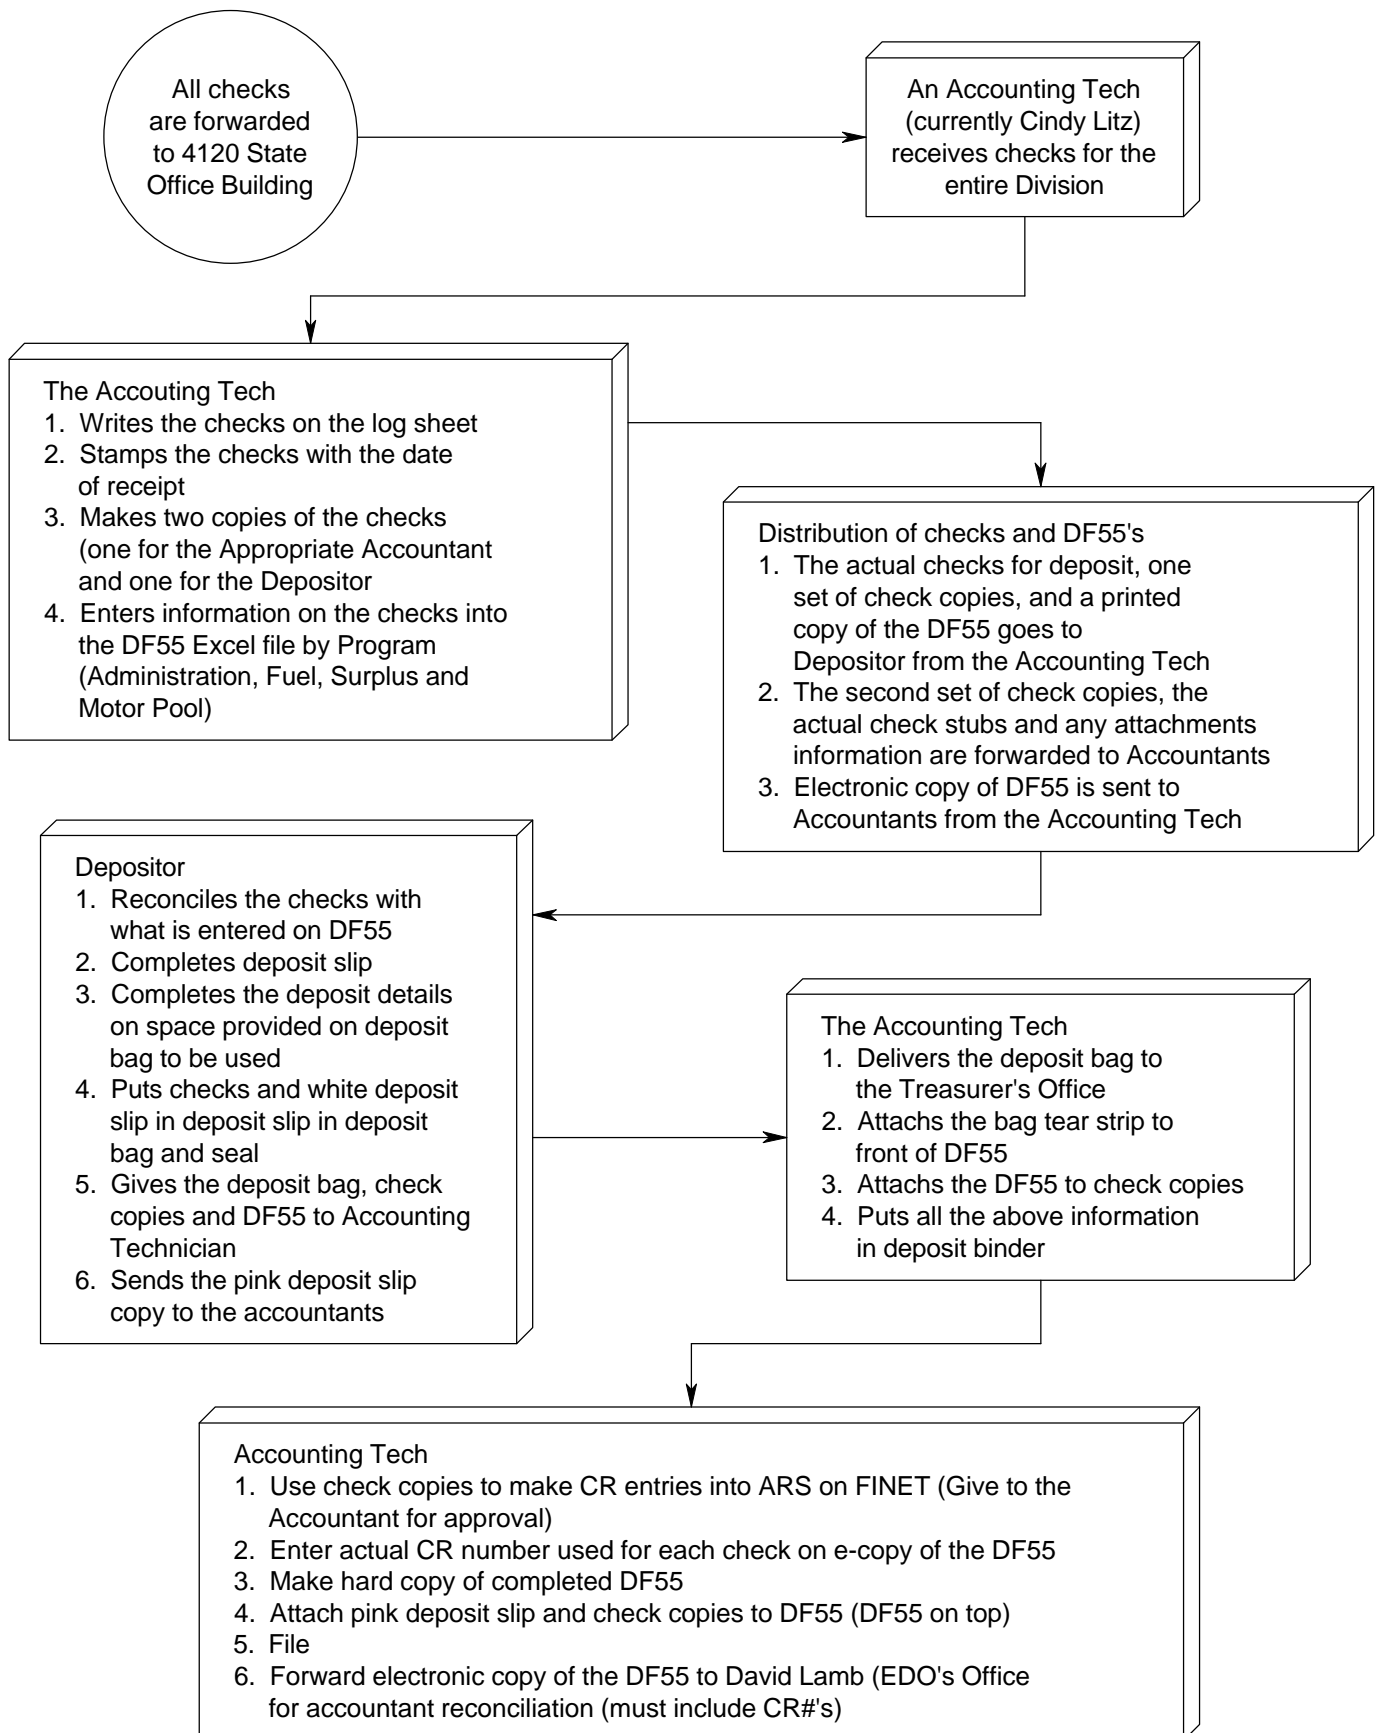 All checks
are forwarded
to 4120 State
Office Building
An Accounting Tech
(currently Cindy Litz)
receives checks for the
entire Division
The Accouting Tech
1. Writes the checks on the log sheet
2. Stamps the checks with the date
of receipt
3. Makes two copies of the checks
(one for the Appropriate Accountant
and one for the Depositor
4. Enters information on the checks into
the DF55 Excel file by Program
(Administration, Fuel, Surplus and
Motor Pool)
Distribution of checks and DF55's
1. The actual checks for deposit, one
set of check copies, and a printed
copy of the DF55 goes to
Depositor from the Accounting Tech
2. The second set of check copies, the
actual check stubs and any attachments
information are forwarded to Accountants
3. Electronic copy of DF55 is sent to
Accountants from the Accounting Tech
Depositor
1. Reconciles the checks with
what is entered on DF55
2. Completes deposit slip
3. Completes the deposit details
on space provided on deposit
bag to be used
4. Puts checks and white deposit
slip in deposit slip in deposit
bag and seal
5. Gives the deposit bag, check
copies and DF55 to Accounting
Technician
6. Sends the pink deposit slip
copy to the accountants
The Accounting Tech
1. Delivers the deposit bag to
the Treasurer's Office
2. Attachs the bag tear strip to
front of DF55
3. Attachs the DF55 to check copies
4. Puts all the above information
in deposit binder
Accounting Tech
1. Use check copies to make CR entries into ARS on FINET (Give to the
Accountant for approval)
2. Enter actual CR number used for each check on e-copy of the DF55
3. Make hard copy of completed DF55
4. Attach pink deposit slip and check copies to DF55 (DF55 on top)
5. File
6. Forward electronic copy of the DF55 to David Lamb (EDO's Office
for accountant reconciliation (must include CR#'s)